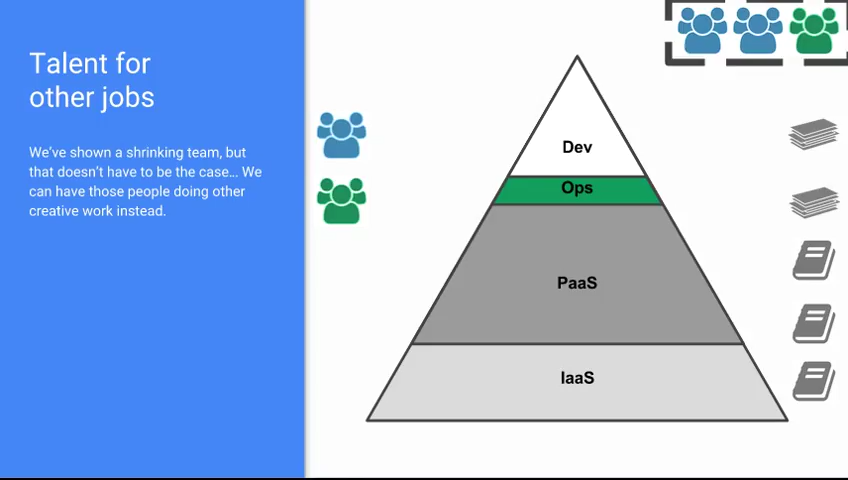 Talent for
other jobs
We've shown a shrinking team, but
that doesn't have to be the case... We
can have those people doing other
creative work instead.
Dev
Ops
PaaS
IaaS